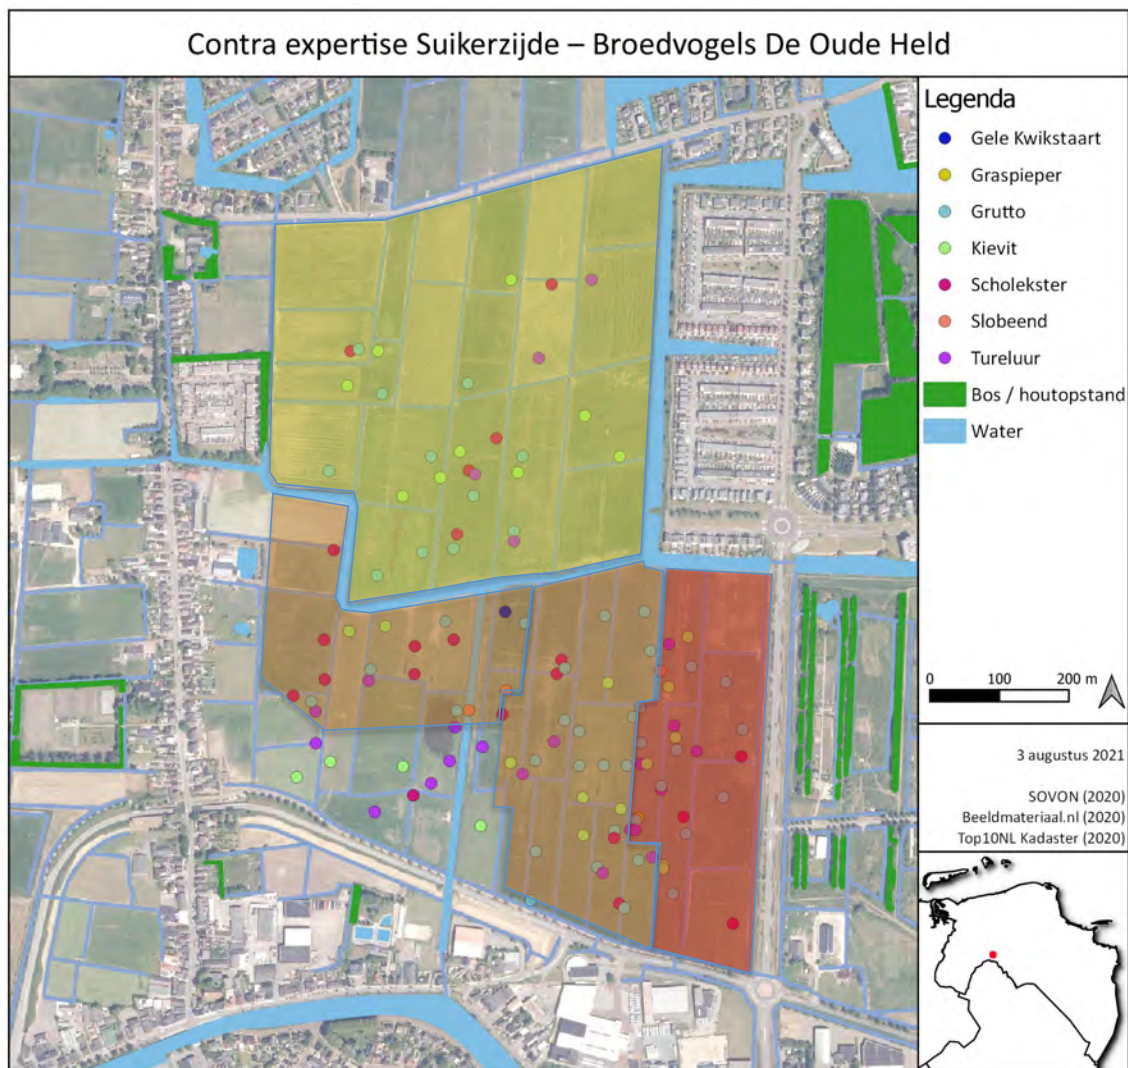 Contra expertise Suikerzijde – Broedvogels De Oude Held
Legenda
Gele Kwikstaart
Graspieper
Grutto
Kievit
Scholekster
Slobeend
Tureluur
Bos / houtopstand
Water
0 100 200 m
3 augustus 2021
SOVON (2020)
Beeldmateriaal.nl (2020)
Top10NL Kadaster (2020)